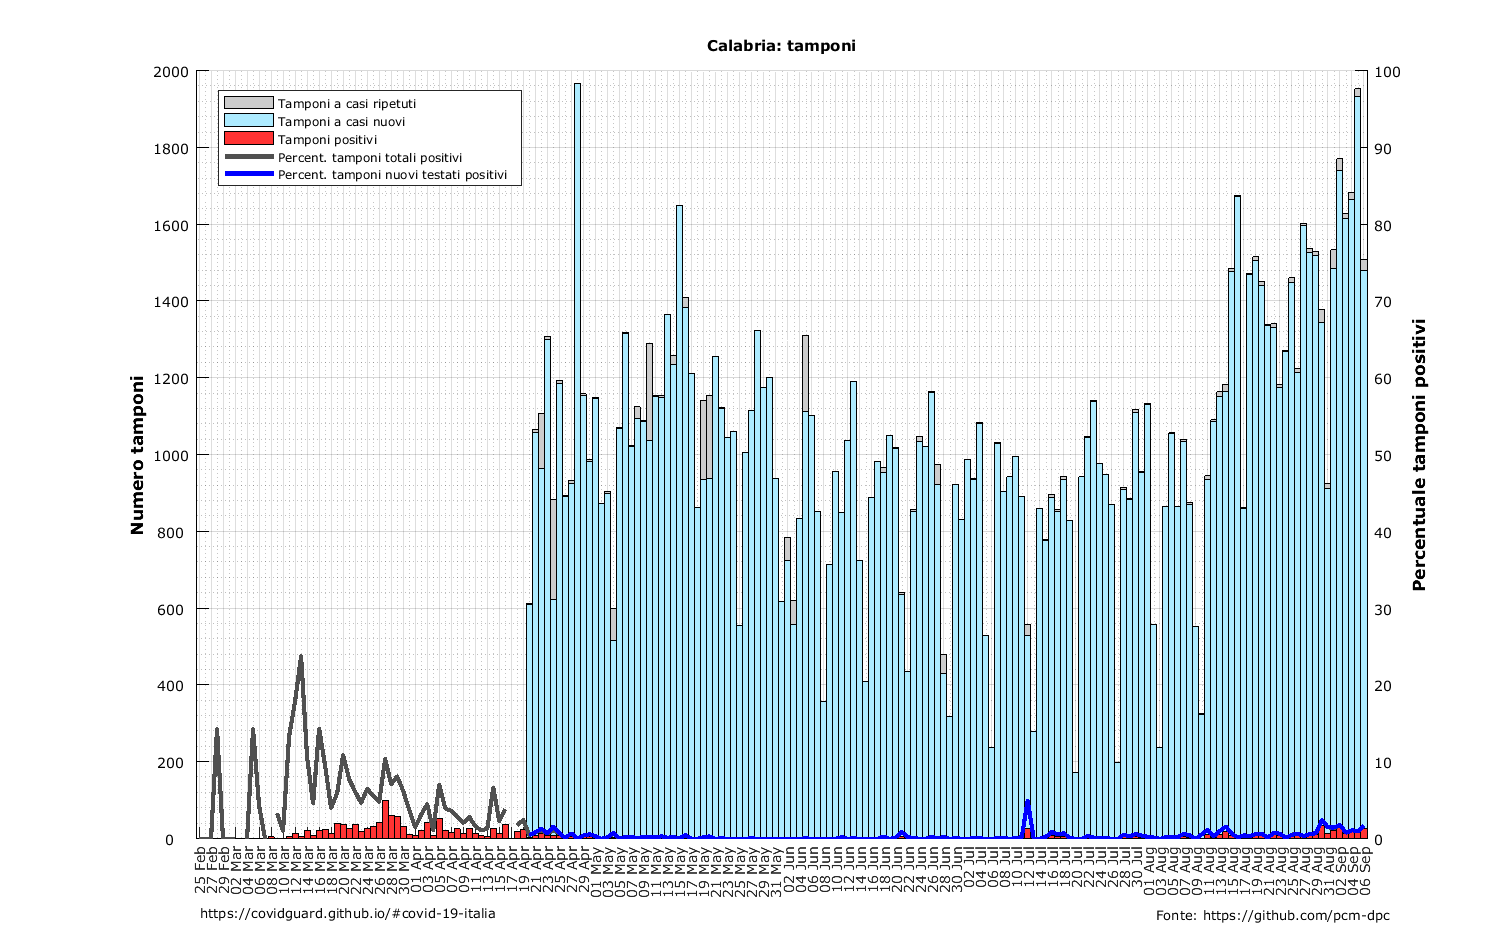 Calabria: tamponi
Tamponi a casi ripetuti
Tamponi a casi nuovi
Tamponi positivi
Percent. tamponi totali positivi
Percent. tamponi nuovi testati positivi
Numero tamponi
2000
1800
1600
1400
1200
1000
800
600
400
200
0
100
90
80
70
60
50
40
30
20
10
0
Percentuale tamponi positivi
25 Feb
27 Feb
29 Feb
02 Mar
04 Mar
06 Mar
08 Mar
10 Mar
12 Mar
14 Mar
16 Mar
18 Mar
20 Mar
22 Mar
24 Mar
26 Mar
28 Mar
30 Mar
01 Apr
03 Apr
05 Apr
07 Apr
09 Apr
11 Apr
13 Apr
15 Apr
17 Apr
19 Apr
21 Apr
23 Apr
25 Apr
27 Apr
29 Apr
01 May
03 May
05 May
07 May
09 May
11 May
13 May
15 May
17 May
19 May
21 May
23 May
25 May
27 May
29 May
31 May
02 Jun
04 Jun
06 Jun
08 Jun
10 Jun
12 Jun
14 Jun
16 Jun
18 Jun
20 Jun
22 Jun
24 Jun
26 Jun
28 Jun
30 Jun
02 Jul
04 Jul
06 Jul
08 Jul
10 Jul
12 Jul
14 Jul
16 Jul
18 Jul
20 Jul
22 Jul
24 Jul
26 Jul
28 Jul
30 Jul
01 Aug
03 Aug
05 Aug
07 Aug
09 Aug
11 Aug
13 Aug
15 Aug
17 Aug
19 Aug
21 Aug
23 Aug
25 Aug
27 Aug
29 Aug
31 Aug
02 Sep
04 Sep
06 Sep
https://covidguard.github.io/#covid-19-italia
Fonte: https://github.com/pcm-dpc